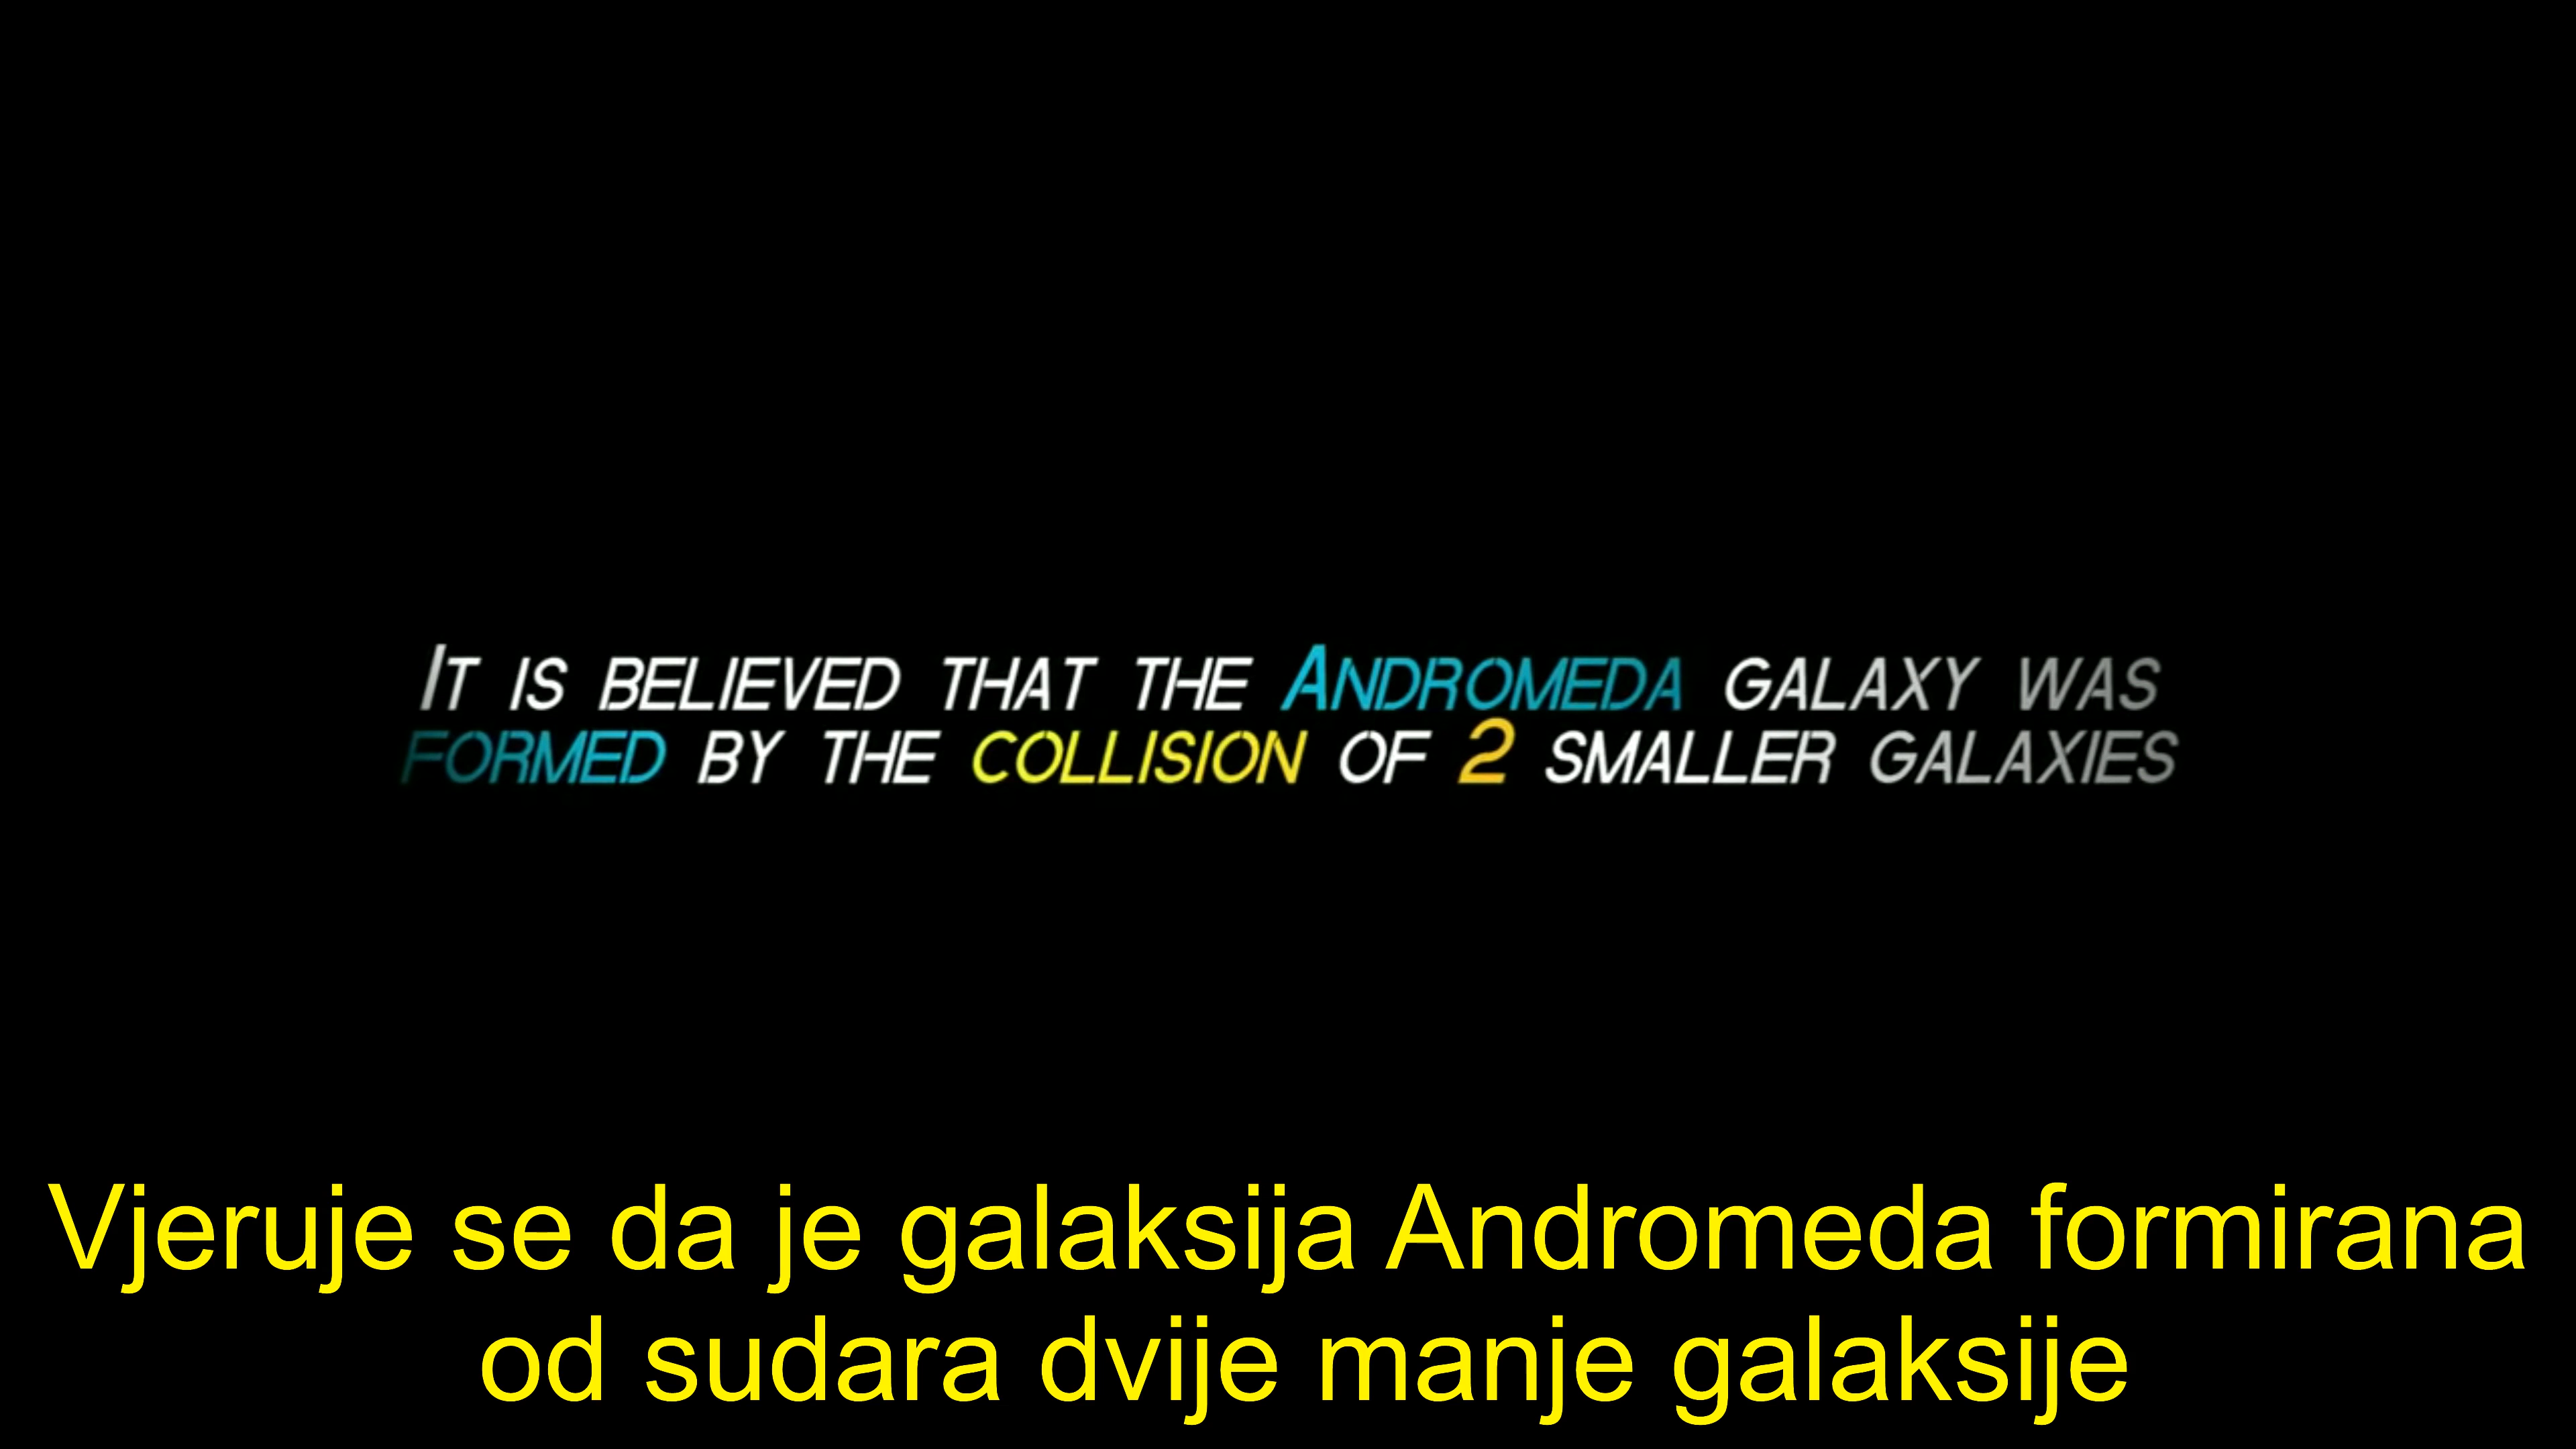 It is believed that the Andromeda galaxy was
formed by the collision of 2 smaller galaxies
Vjeruje se da je galaksija Andromeda formirana
od sudara dvije manje galaksije